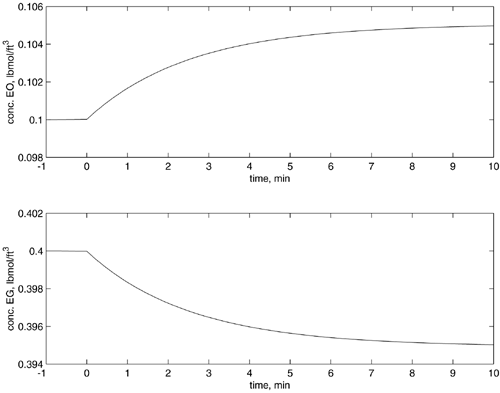 0.106
0.104
0.102
0.1
0.098
conc. EO, lbmol/ft³
-1 0 1 2 3 4 5 6 7 8 9 10
time, min
0.402
0.4
0.398
0.396
0.394
conc. EG, lbmol/ft³
-1 0 1 2 3 4 5 6 7 8 9 10
time, min